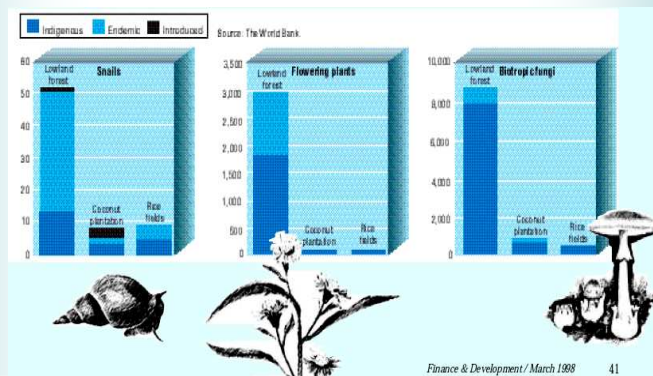 Indigenous Endemic Introduced
Source: The World Bank.
Snails
60
50
40
30
20
10
0
Lowland
forest
Coconut
plantation
Rice
fields
Flowering plants
3,500
3,000
2,500
2,000
1,500
1,000
500
0
Lowland
forest
Coconut
plantation
Rice
fields
Biotropic fungi
10,000
8,000
6,000
4,000
2,000
0
Lowland
forest
Coconut
plantation
Rice
fields
Finance & Development / March 1998 41